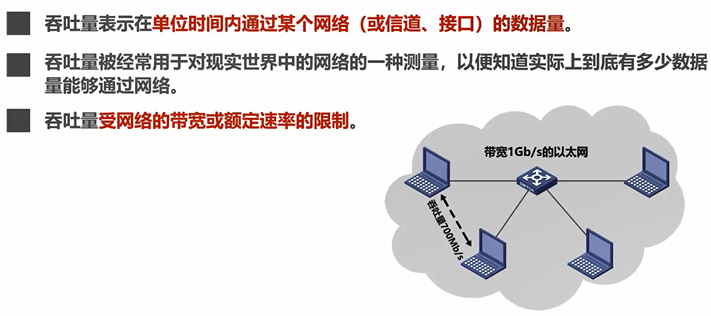 吞吐量表示在单位时间内通过某个网络（或信道、接口）的数据量。
吞吐量被经常用于对现实世界中的网络的一种测量，以便知道实际上到底有多少数据
量能够通过网络。
吞吐量受网络的带宽或额定速率的限制。
带宽1Gb/s的以太网
吞吐量700Mb/s